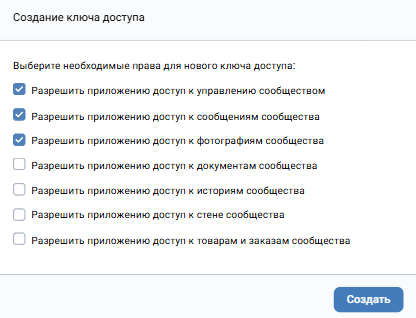 Создание ключа доступа
Выберите необходимые права для нового ключа доступа:
Разрешить приложению доступ к управлению сообществом
Разрешить приложению доступ к сообщениям сообщества
Разрешить приложению доступ к фотографиям сообщества
Разрешить приложению доступ к документам сообщества
Разрешить приложению доступ к историям сообщества
Разрешить приложению доступ к стене сообщества
Разрешить приложению доступ к товарам и заказам сообщества
Создать